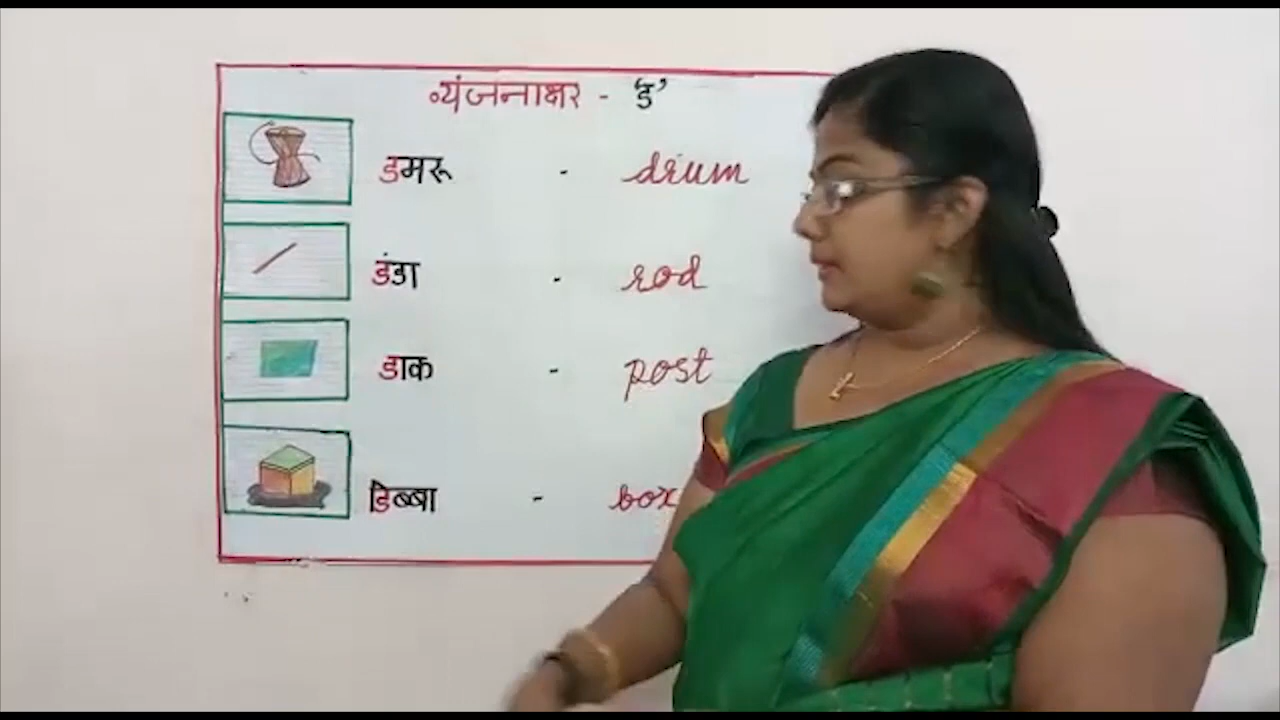 व्यंजनाक्षर - 'ड'
डमरू - drum
डंडा - rod
डाक - post
डिब्बा - box